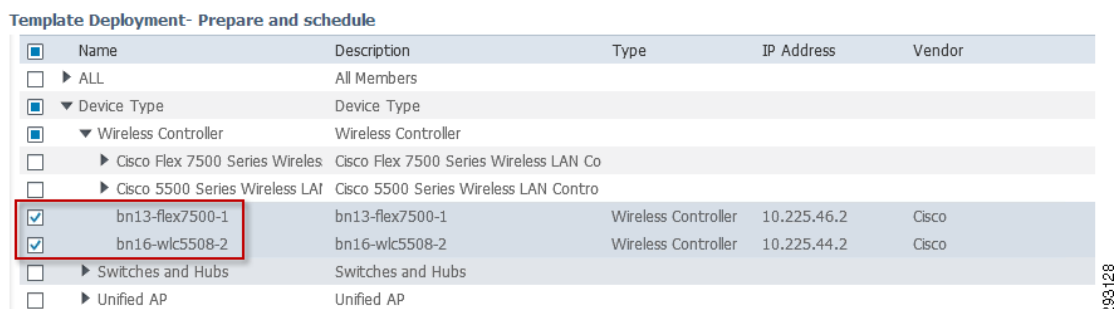 Template Deployment- Prepare and schedule
Name Description Type IP Address Vendor
ALL All Members
Device Type Device Type
Wireless Controller Wireless Controller
Cisco Flex 7500 Series Wireles Cisco Flex 7500 Series Wireless LAN Co
Cisco 5500 Series Wireless LAN Cisco 5500 Series Wireless LAN Contro
bn13-flex7500-1 bn13-flex7500-1 Wireless Controller 10.225.46.2 Cisco
bn16-wlc5508-2 bn16-wlc5508-2 Wireless Controller 10.225.44.2 Cisco
Switches and Hubs Switches and Hubs
Unified AP Unified AP
293128